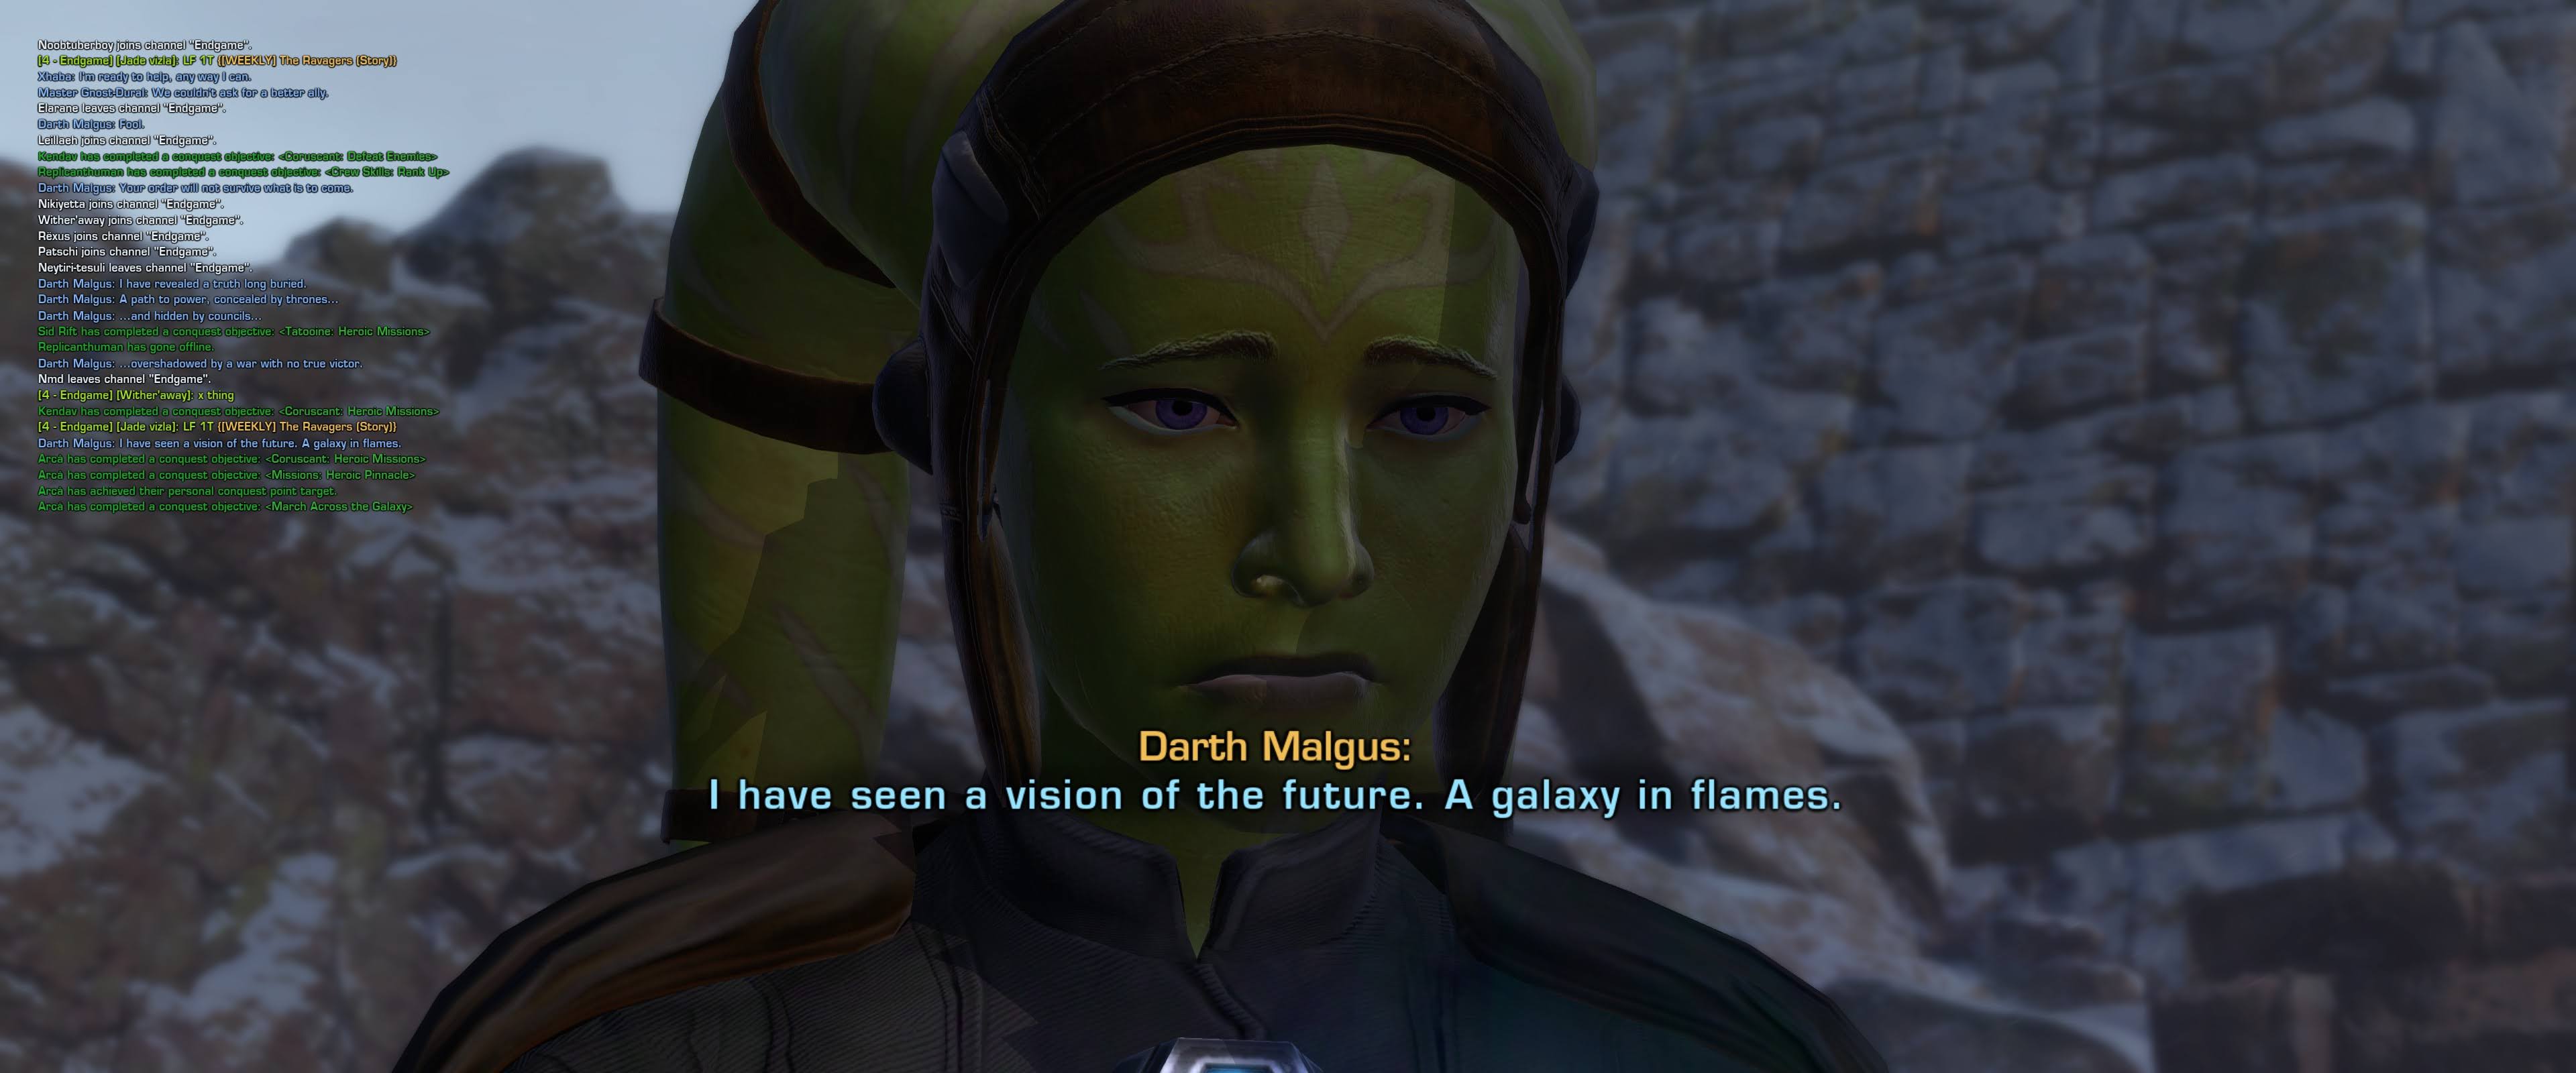 Noobtuberboy joins channel "Endgame".
[4 - Endgame] [Jade vizla]: LF 1T {[WEEKLY] The Ravagers (Story)}
Xhaba: I'm ready to help, any way I can.
Master Gnost-Dural: We couldn't ask for a better ally.
Elarane leaves channel "Endgame".
Darth Malgus: Fool.
Leillaeh joins channel "Endgame".
Kendav has completed a conquest objective: <Coruscant: Defeat Enemies>
Replicanthuman has completed a conquest objective: <Crew Skills: Rank Up>
Darth Malgus: Your order will not survive what is to come.
Nikiyetta joins channel "Endgame".
Wither'away joins channel "Endgame".
Rëxus joins channel "Endgame".
Patschi joins channel "Endgame".
Neytiri-tesuli leaves channel "Endgame".
Darth Malgus: I have revealed a truth long buried.
Darth Malgus: A path to power, concealed by thrones...
Darth Malgus: ...and hidden by councils...
Sid Rift has completed a conquest objective: <Tatooine: Heroic Missions>
Replicanthuman has gone offline.
Darth Malgus: ...overshadowed by a war with no true victor.
Nmd leaves channel "Endgame".
[4 - Endgame] [Wither'away]: x thing
Kendav has completed a conquest objective: <Coruscant: Heroic Missions>
[4 - Endgame] [Jade vizla]: LF 1T {[WEEKLY] The Ravagers (Story)}
Darth Malgus: I have seen a vision of the future. A galaxy in flames.
Arcà has completed a conquest objective: <Coruscant: Heroic Missions>
Arcà has completed a conquest objective: <Missions: Heroic Pinnacle>
Arcà has achieved their personal conquest point target.
Arcà has completed a conquest objective: <March Across the Galaxy>
Darth Malgus:
I have seen a vision of the future. A galaxy in flames.